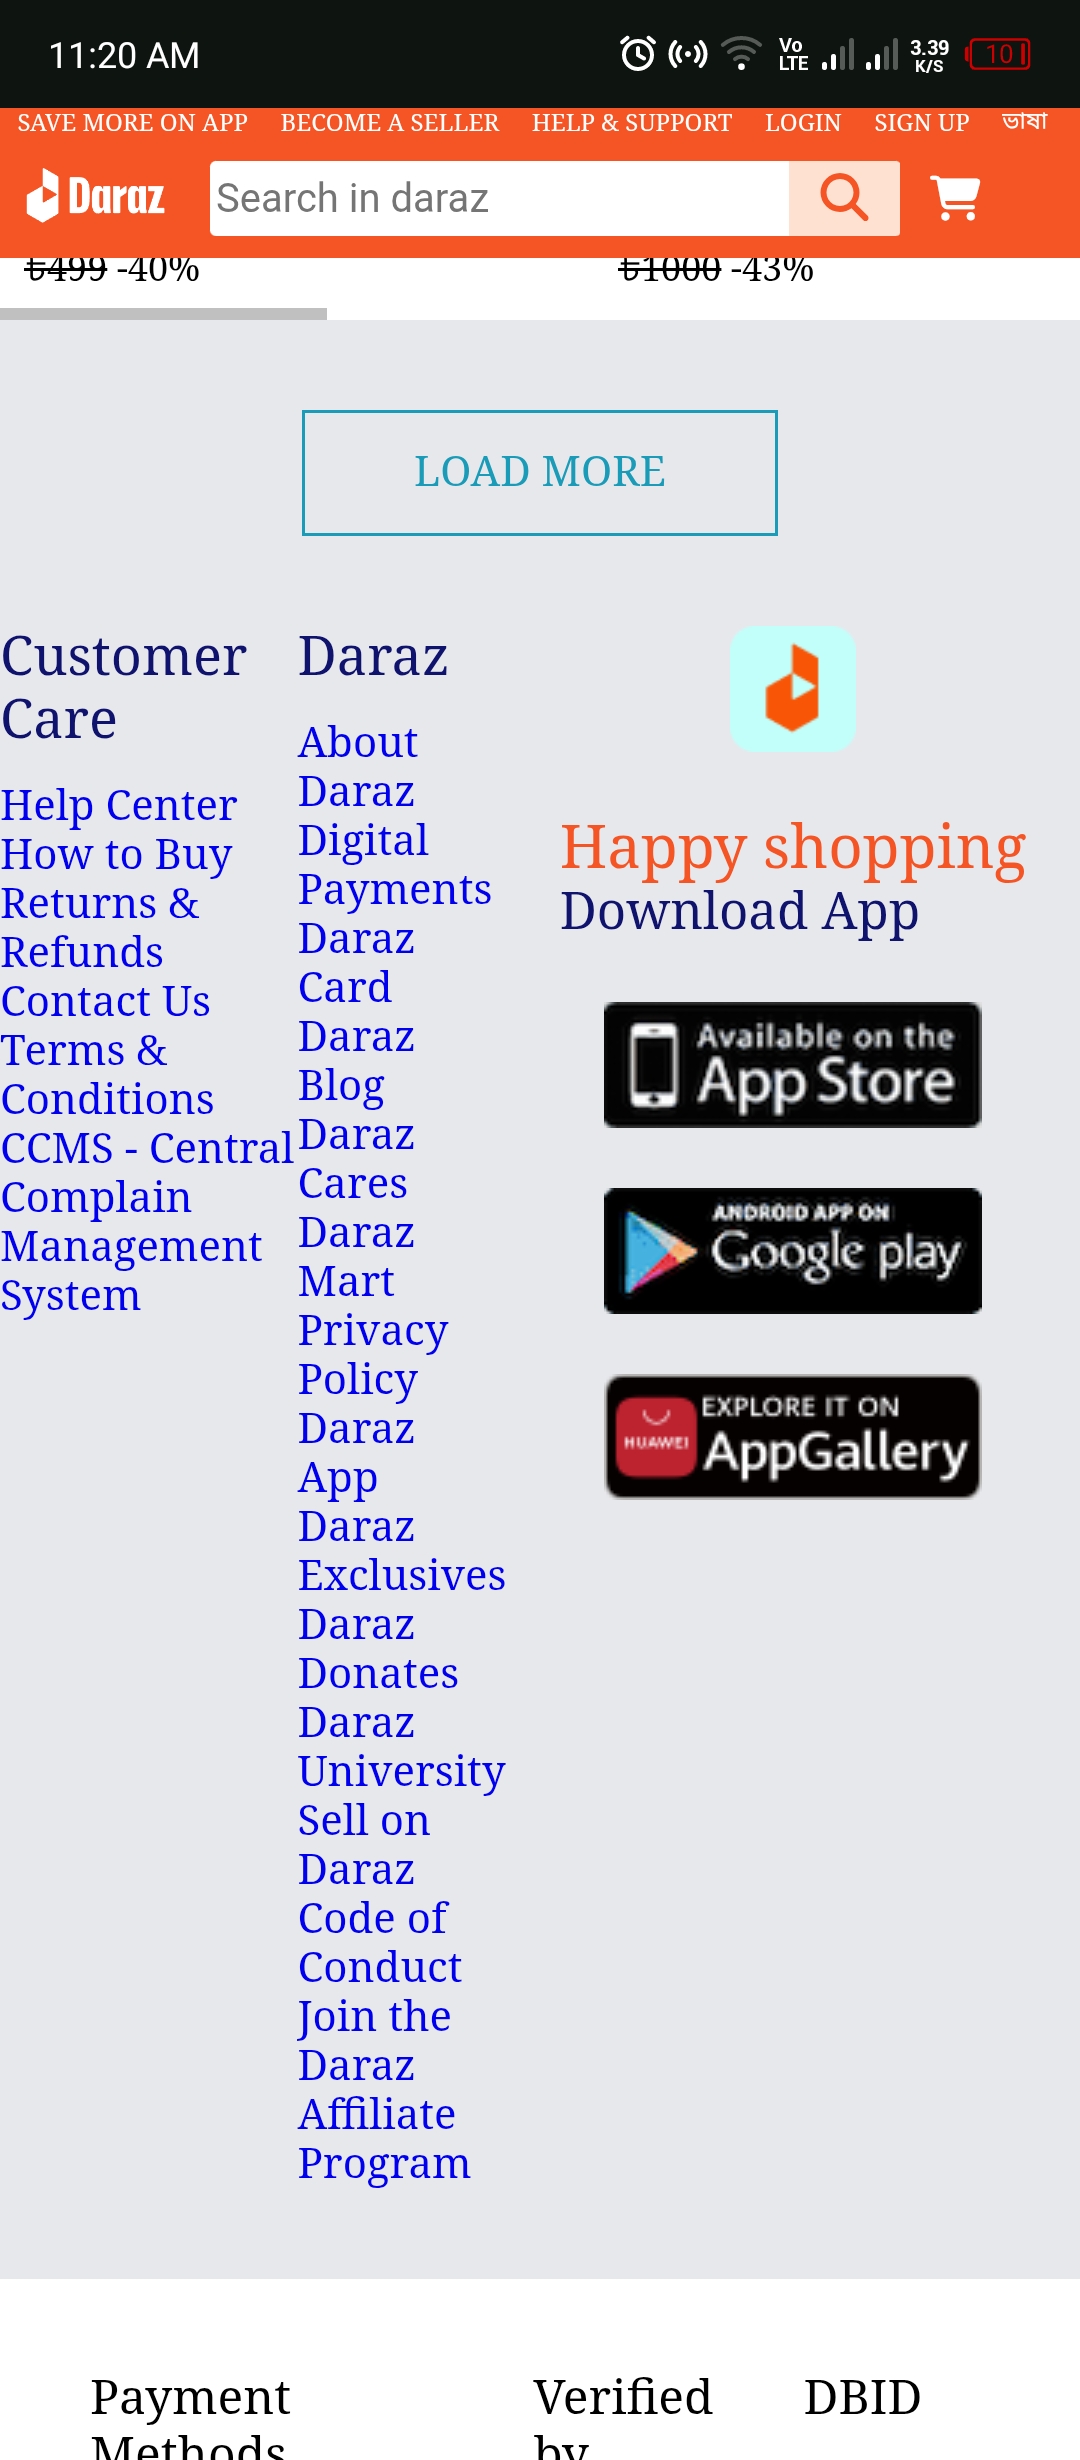 11:20 AM
Vo LTE
3.39 K/S
10
SAVE MORE ON APP BECOME A SELLER HELP & SUPPORT LOGIN SIGN UP ভাষা
Daraz
Search in daraz
৳499 -40%
৳1000 -43%
LOAD MORE
Customer
Care
Help Center
How to Buy
Returns &
Refunds
Contact Us
Terms &
Conditions
CCMS - Central
Complain
Management
System
Daraz
About
Daraz
Digital
Payments
Daraz
Card
Daraz
Blog
Daraz
Cares
Daraz
Mart
Privacy
Policy
Daraz
App
Daraz
Exclusives
Daraz
Donates
Daraz
University
Sell on
Daraz
Code of
Conduct
Join the
Daraz
Affiliate
Program
Happy shopping
Download App
Available on the
App Store
ANDROID APP ON
Google play
HUAWEI
EXPLORE IT ON
AppGallery
Payment
Methods
Verified
by
DBID